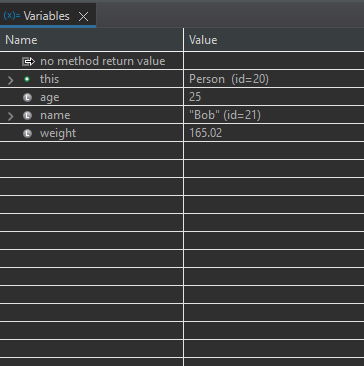 (x)= Variables
Name Value
no method return value
this Person (id=20)
age 25
name "Bob" (id=21)
weight 165.02